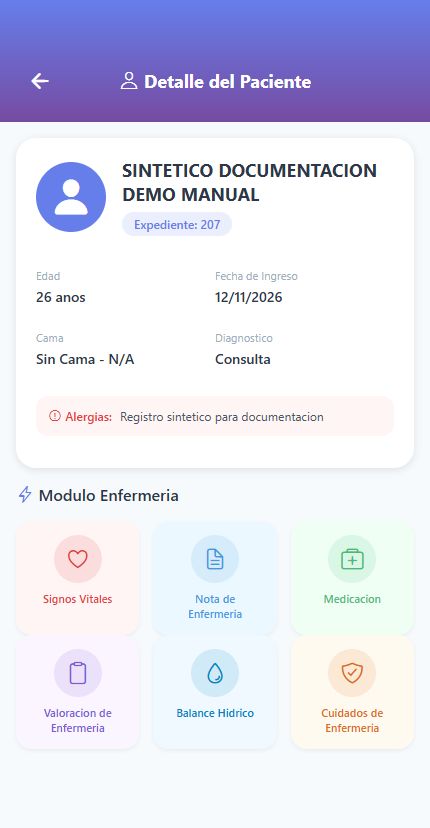 Detalle del Paciente
SINTETICO DOCUMENTACION
DEMO MANUAL
Expediente: 207
Edad
Fecha de Ingreso
26 anos
12/11/2026
Cama
Diagnostico
Sin Cama - N/A
Consulta
Alergias: Registro sintetico para documentacion
Modulo Enfermeria
Signos Vitales
Nota de
Enfermeria
Medicacion
Valoracion de
Enfermeria
Balance Hidrico
Cuidados de
Enfermeria